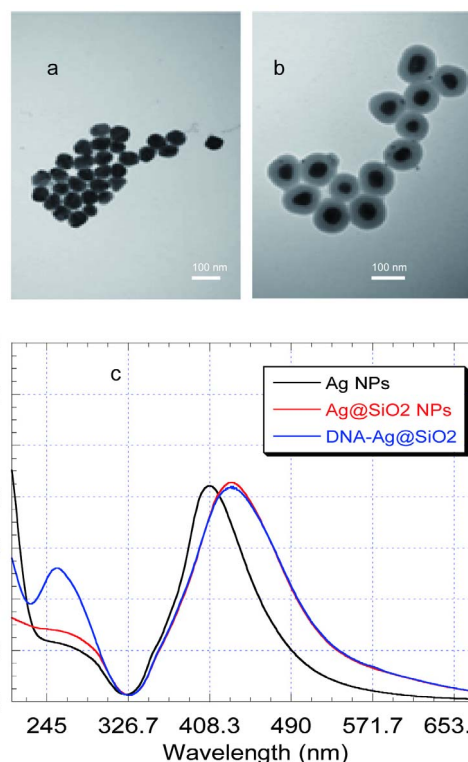 a
b
100 nm
100 nm
c
Ag NPs
Ag@SiO2 NPs
DNA-Ag@SiO2
245 326.7 408.3 490 571.7 653.
Wavelength (nm)